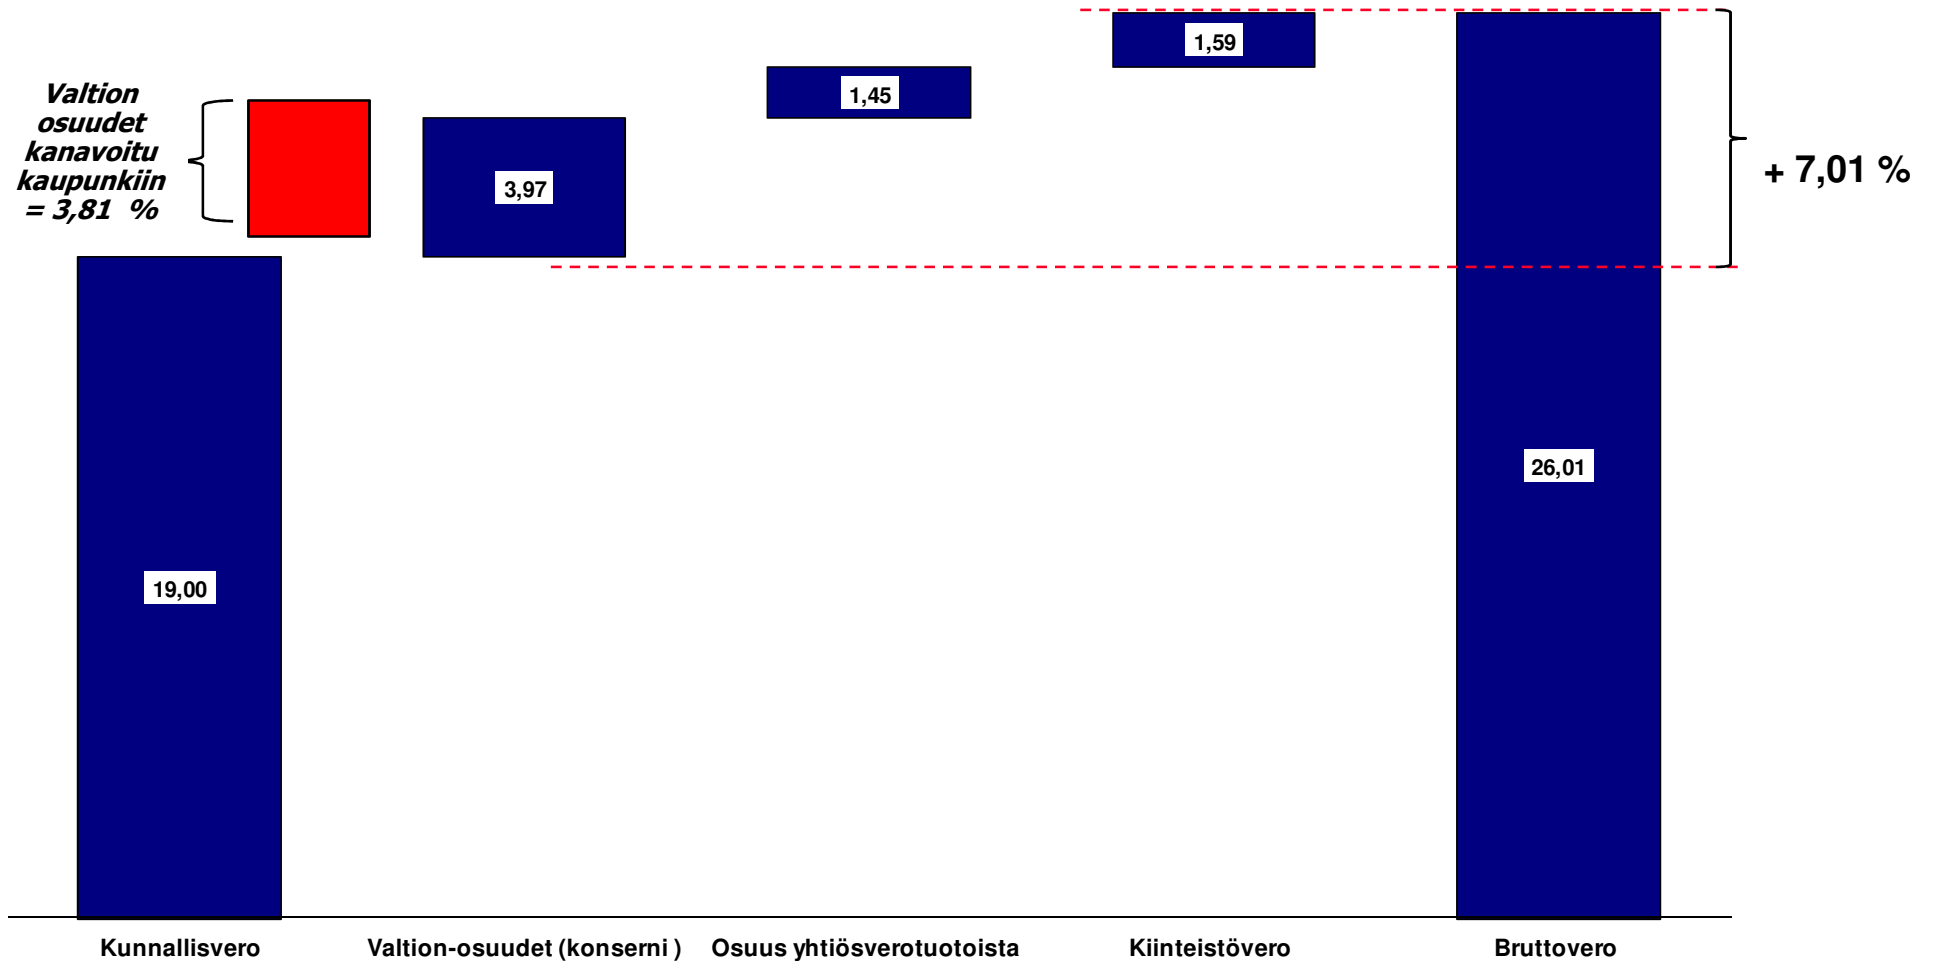 Valtion
osuudet
kanavoitu
kaupunkiin
= 3,81 %
19,00
3,97
1,45
1,59
26,01
+ 7,01 %
Kunnallisvero
Valtion-osuudet (konserni )
Osuus yhtiösverotuotoista
Kiinteistövero
Bruttovero